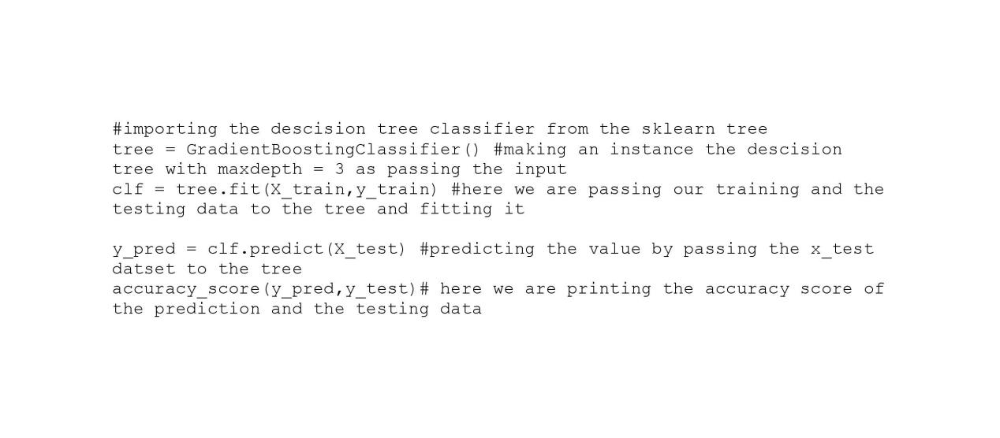 #importing the descision tree classifier from the sklearn tree
tree = GradientBoostingClassifier() #making an instance the descision
tree with maxdepth = 3 as passing the input
clf = tree.fit(X_train,y_train) #here we are passing our training and the
testing data to the tree and fitting it
y_pred = clf.predict(X_test) #predicting the value by passing the x_test
datset to the tree
accuracy_score(y_pred,y_test)# here we are printing the accuracy score of
the prediction and the testing data